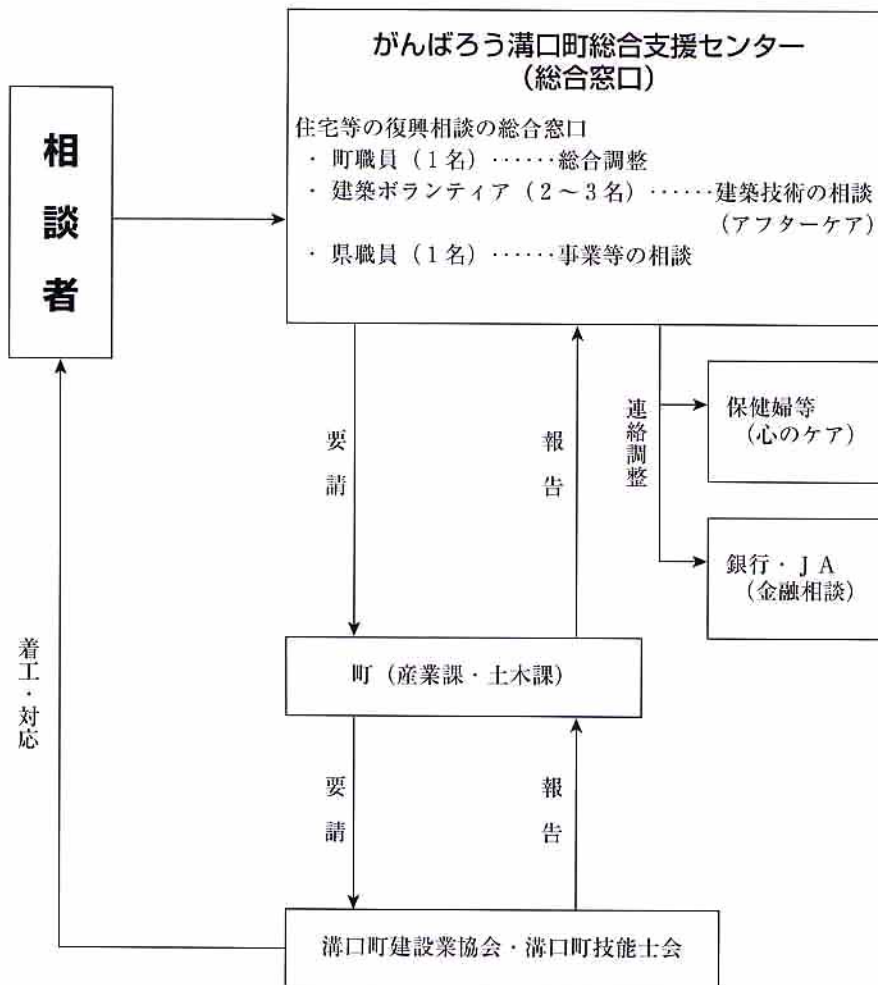 がんばろう溝口町総合支援センター
(総合窓口)
相談者
住宅等の復興相談の総合窓口
・町職員（1名）……総合調整
・建築ボランティア（2～3名）……建築技術の相談
（アフターケア）
・県職員（1名）……事業等の相談
要請
報告
連絡調整
保健婦等
（心のケア）
銀行・ＪＡ
（金融相談）
町（産業課・土木課）
着工・対応
要請
報告
溝口町建設業協会・溝口町技能士会